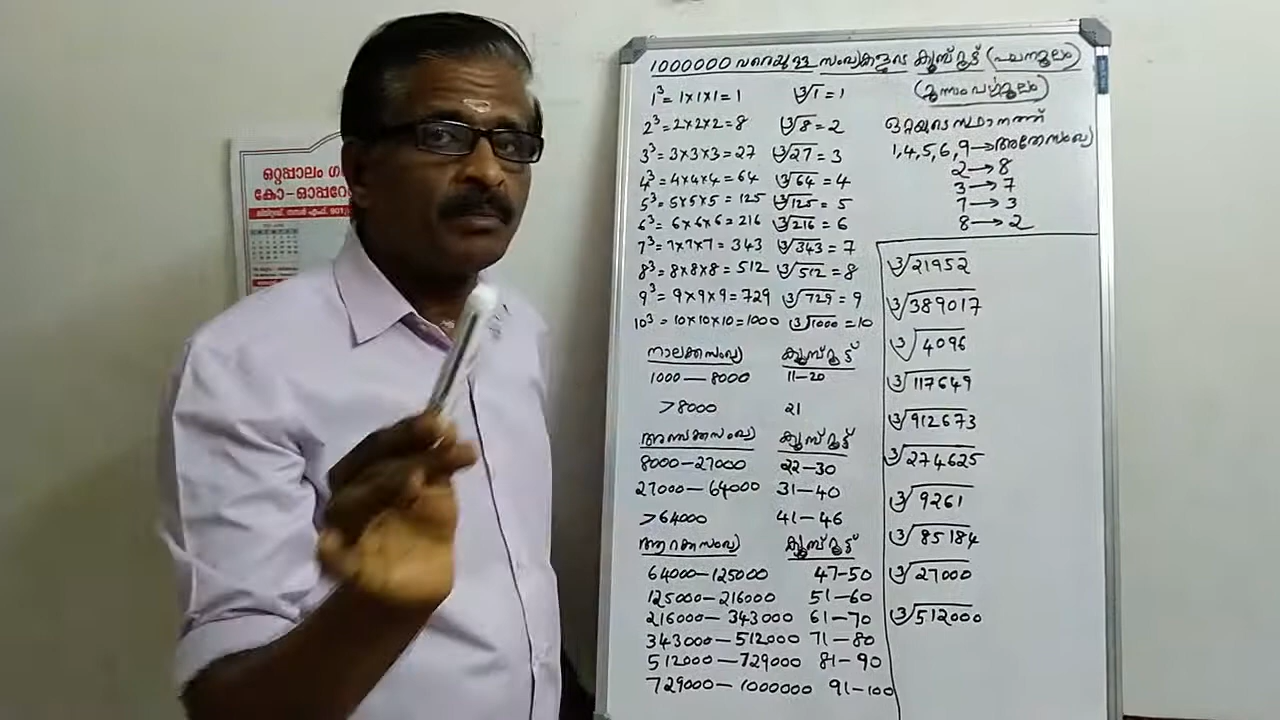 ഒറ്റപ്പാലം
കോ-ഓപ്പറേ
1000000 വരെയുള്ള സംഖ്യകളുടെ ക്യൂബ്റൂട്ട് (ഘനമൂലം)
(മൂന്നാംവർഗ്ഗമൂലം)
1³ = 1×1×1 = 1 ∛1 = 1
2³ = 2×2×2 = 8 ∛8 = 2
3³ = 3×3×3 = 27 ∛27 = 3
4³ = 4×4×4 = 64 ∛64 = 4
5³ = 5×5×5 = 125 ∛125 = 5
6³ = 6×6×6 = 216 ∛216 = 6
7³ = 7×7×7 = 343 ∛343 = 7
8³ = 8×8×8 = 512 ∛512 = 8
9³ = 9×9×9 = 729 ∛729 = 9
10³ = 10×10×10 = 1000 ∛1000 = 10
നാലക്കസംഖ്യ ക്യൂബ്റൂട്ട്
1000 — 8000 11-20
>8000 21
അഞ്ചക്കസംഖ്യ ക്യൂബ്റൂട്ട്
8000-27000 22-30
27000-64000 31-40
>64000 41-46
ആറക്കസംഖ്യ ക്യൂബ്റൂട്ട്
64000-125000 47-50
125000-216000 51-60
216000-343000 61-70
343000-512000 71-80
512000-729000 81-90
729000-1000000 91-100
ഒറ്റയുടെ സ്ഥാനത്ത്
1,4,5,6,9→അതേസംഖ്യ
2→8
3→7
7→3
8→2
∛21952
∛389017
∛4096
∛117649
∛912673
∛274625
∛9261
∛85184
∛27000
∛512000